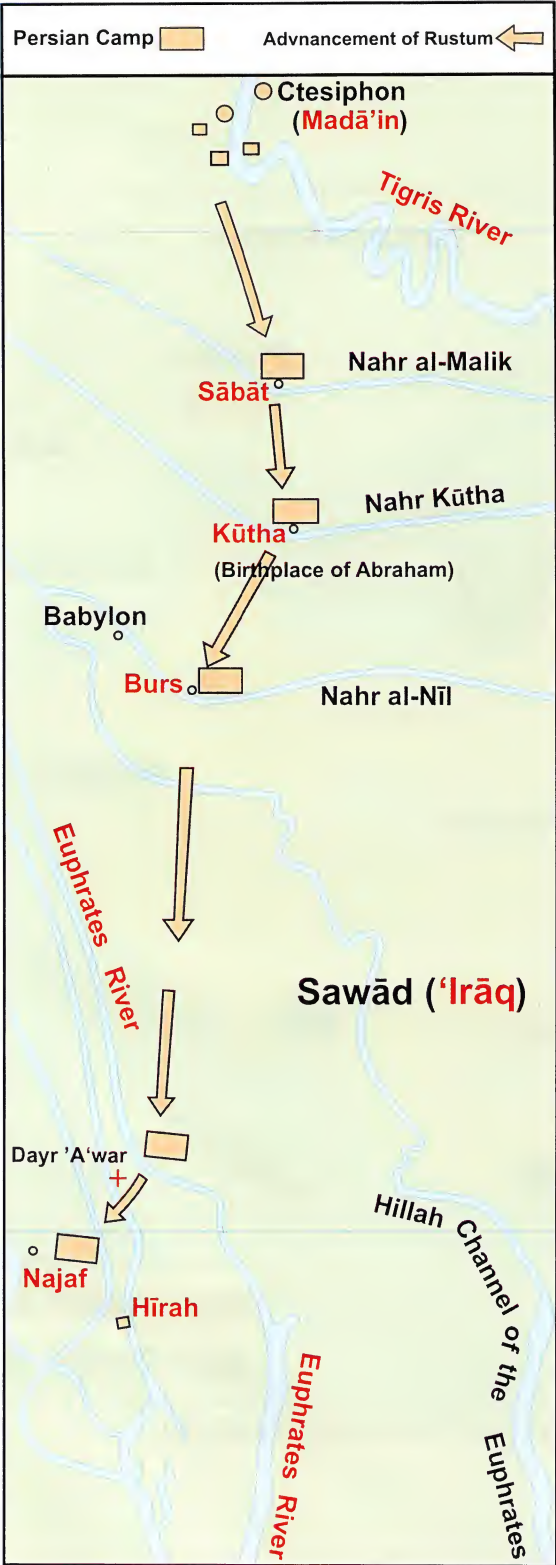 Persian Camp
Advnancement of Rustum
Ctesiphon
(Madā’in)
Tigris River
Nahr al-Malik
Sābāt
Nahr Kūtha
Kūtha
(Birthplace of Abraham)
Babylon
Burs
Nahr al-Nīl
Euphrates River
Sawād (‘Irāq)
Dayr ’A‘war
Hillah Channel of the Euphrates
Najaf
Hīrah
Euphrates River